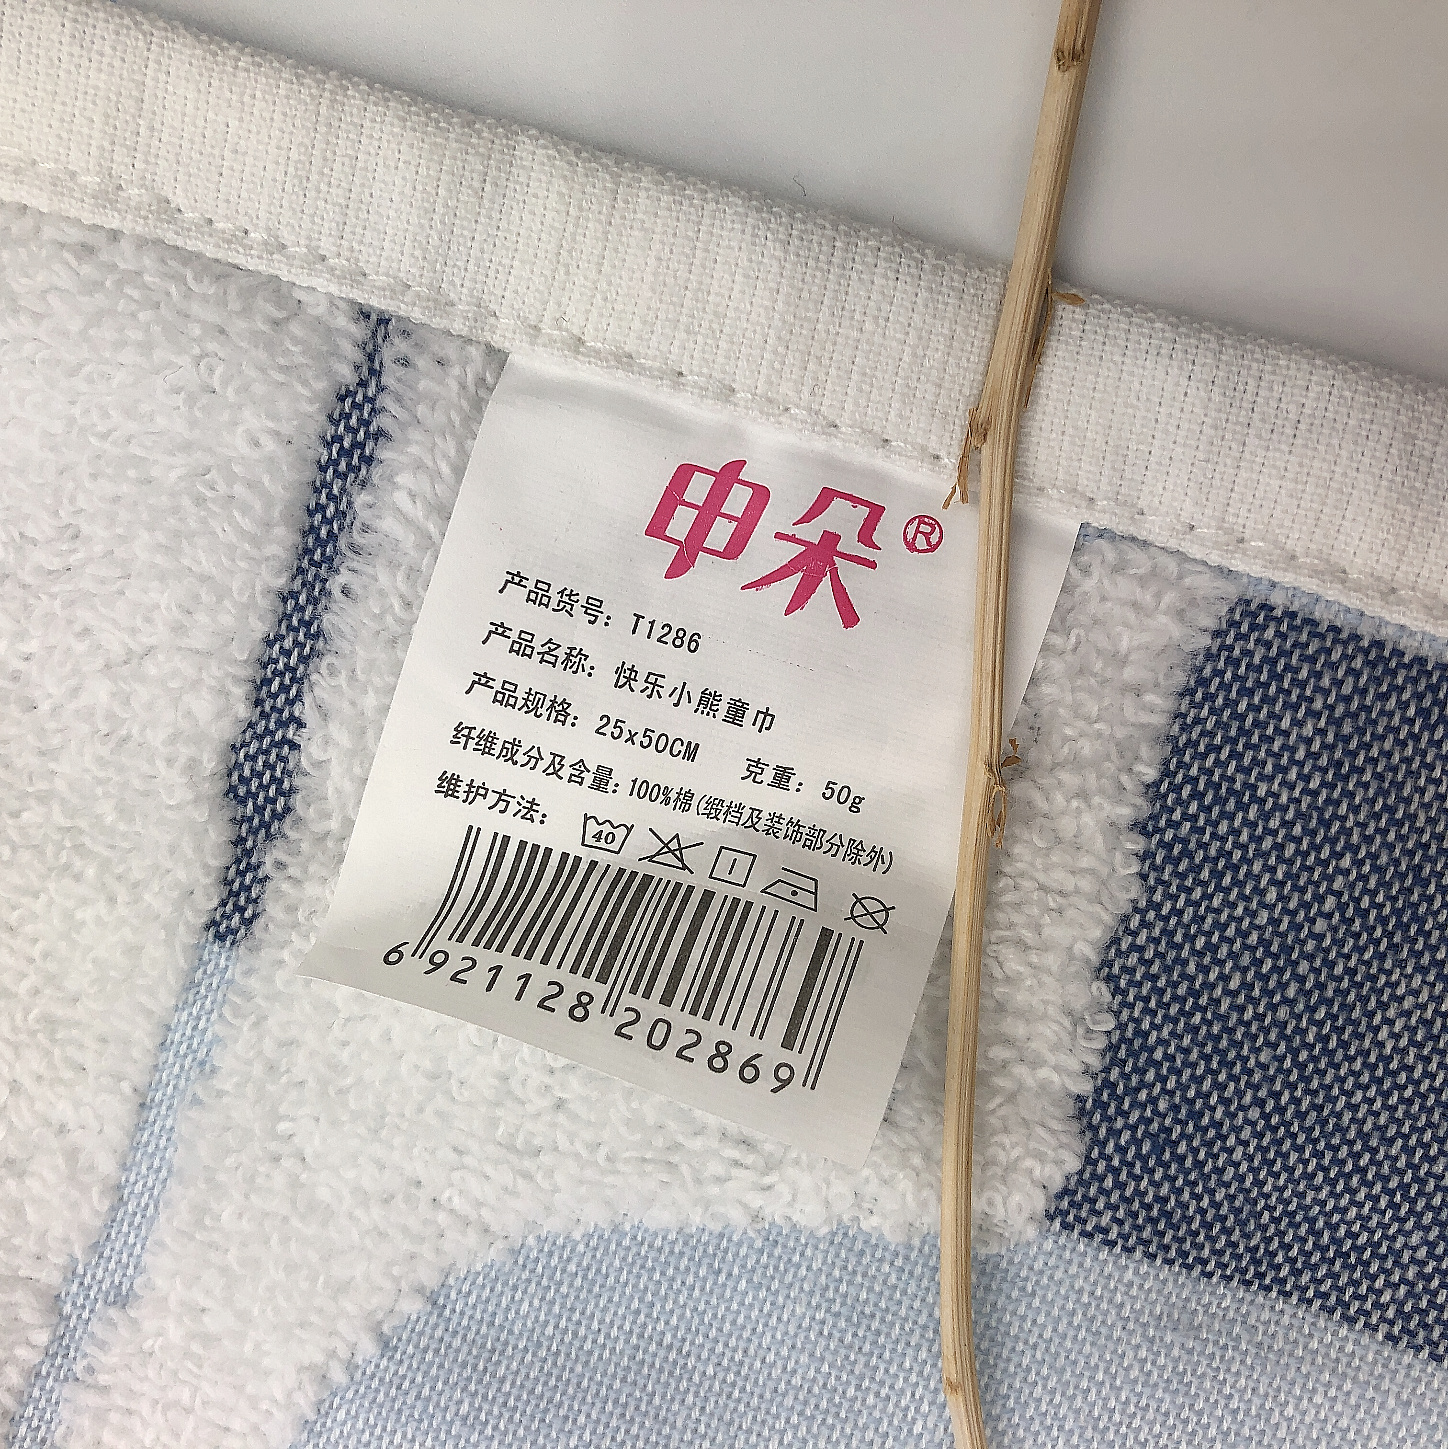 申朵®
产品货号：T1286
产品名称：快乐小熊童巾
产品规格：25x50CM 克重：50g
纤维成分及含量：100%棉(缎档及装饰部分除外)
维护方法：
40
6 921128 202869